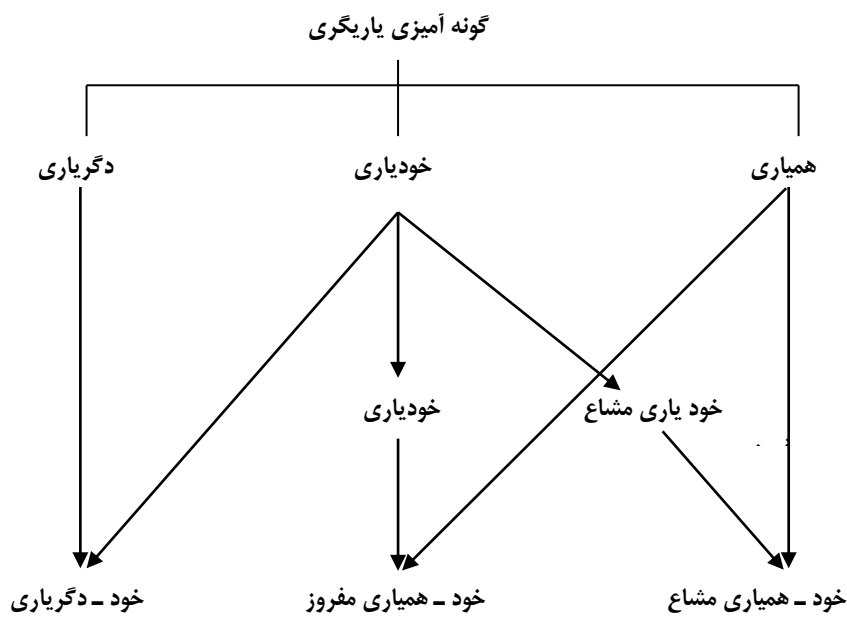 گونه آمیزی یاریگری
همیاری
خودیاری
دگریاری
خود یاری مشاع
خودیاری
خود ـ همیاری مشاع
خود ـ همیاری مفروز
خود ـ دگریاری